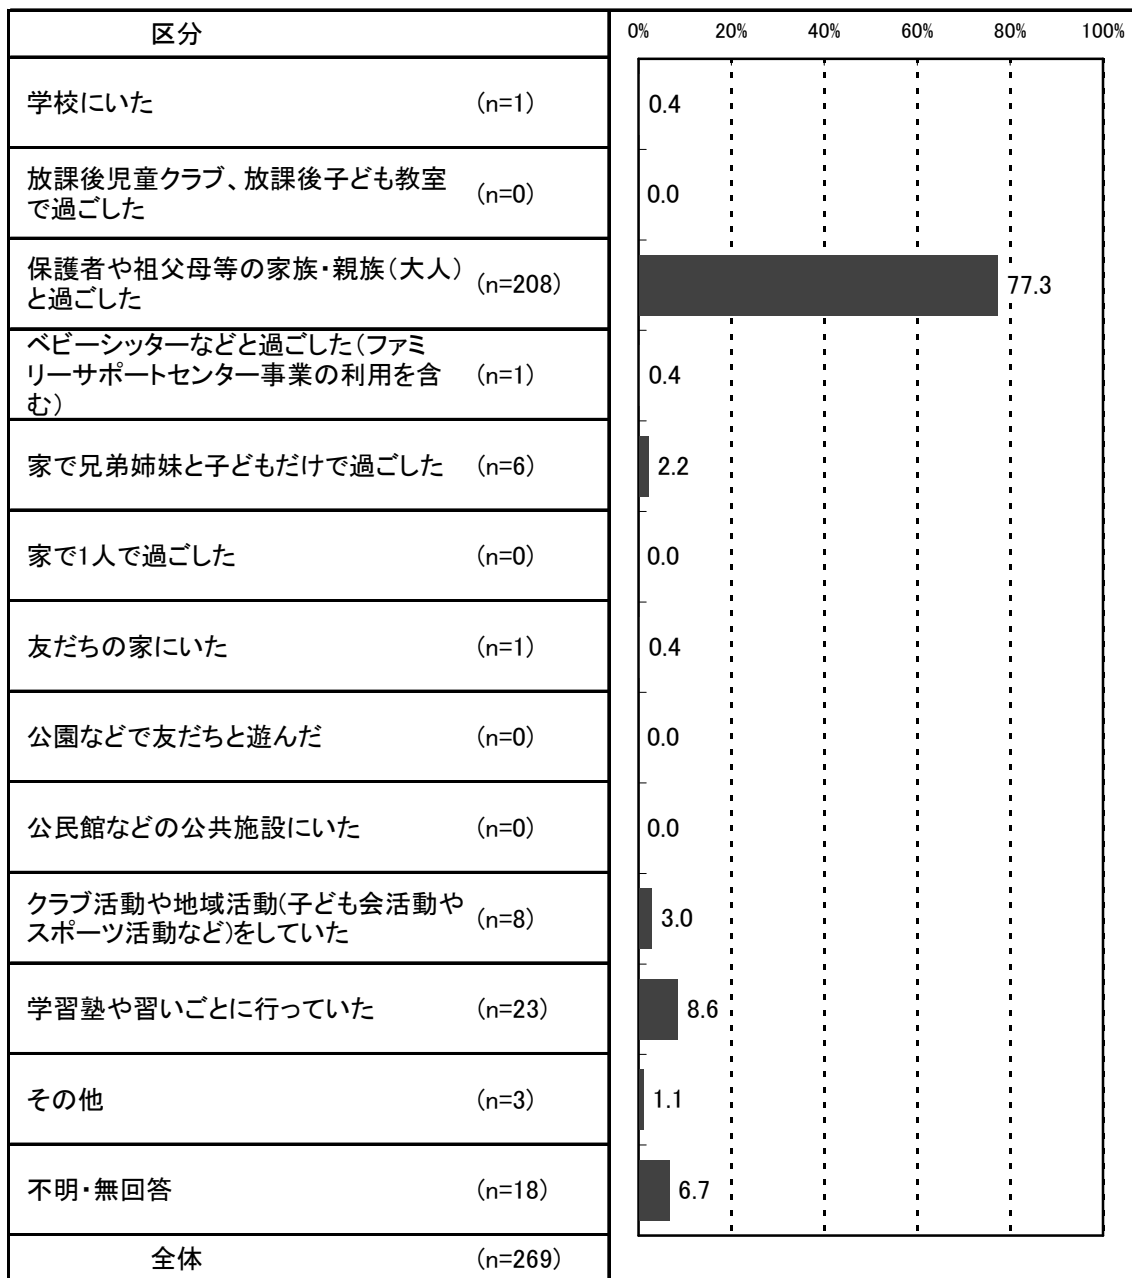 区分
0% 20% 40% 60% 80% 100%
学校にいた (n=1) 0.4
放課後児童クラブ、放課後子ども教室
で過ごした (n=0) 0.0
保護者や祖父母等の家族・親族(大人)
と過ごした (n=208) 77.3
ベビーシッターなどと過ごした(ファミ
リーサポートセンター事業の利用を含 (n=1) 0.4
む)
家で兄弟姉妹と子どもだけで過ごした (n=6) 2.2
家で1人で過ごした (n=0) 0.0
友だちの家にいた (n=1) 0.4
公園などで友だちと遊んだ (n=0) 0.0
公民館などの公共施設にいた (n=0) 0.0
クラブ活動や地域活動(子ども会活動や
スポーツ活動など)をしていた (n=8) 3.0
学習塾や習いごとに行っていた (n=23) 8.6
その他 (n=3) 1.1
不明・無回答 (n=18) 6.7
全体 (n=269)